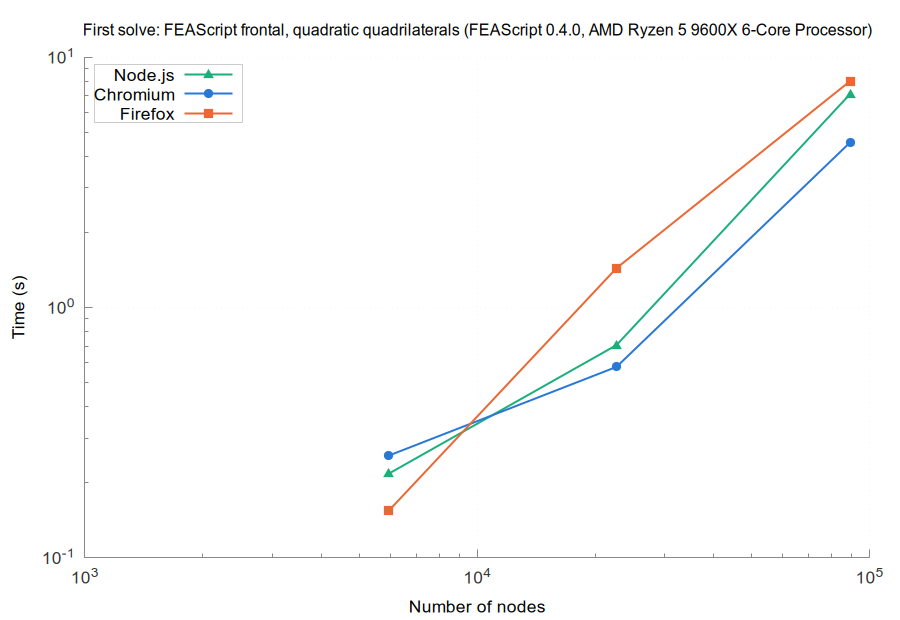 First solve: FEAScript frontal, quadratic quadrilaterals (FEAScript 0.4.0, AMD Ryzen 5 9600X 6-Core Processor)
10¹
Node.js
Chromium
Firefox
Time (s)
10⁰
10⁻¹
10³ 10⁴ 10⁵
Number of nodes